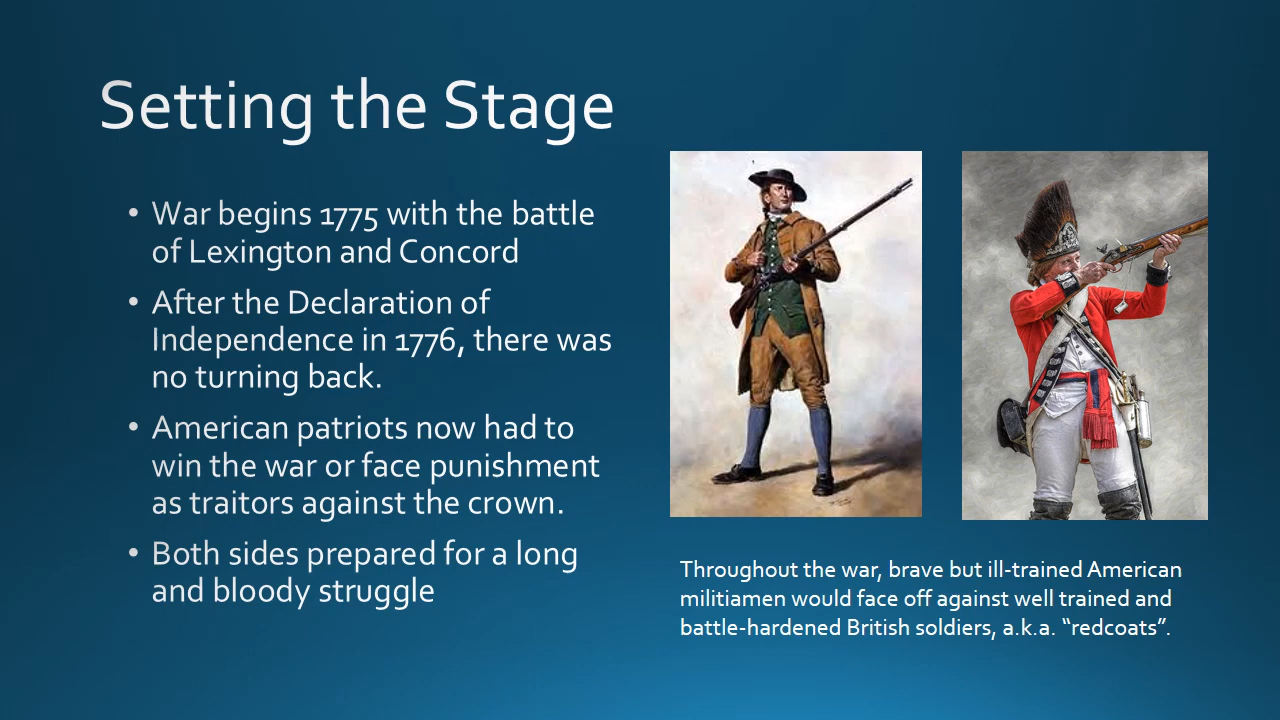 Setting the Stage
• War begins 1775 with the battle
of Lexington and Concord
• After the Declaration of
Independence in 1776, there was
no turning back.
• American patriots now had to
win the war or face punishment
as traitors against the crown.
• Both sides prepared for a long
and bloody struggle
Throughout the war, brave but ill-trained American
militiamen would face off against well trained and
battle-hardened British soldiers, a.k.a. “redcoats”.